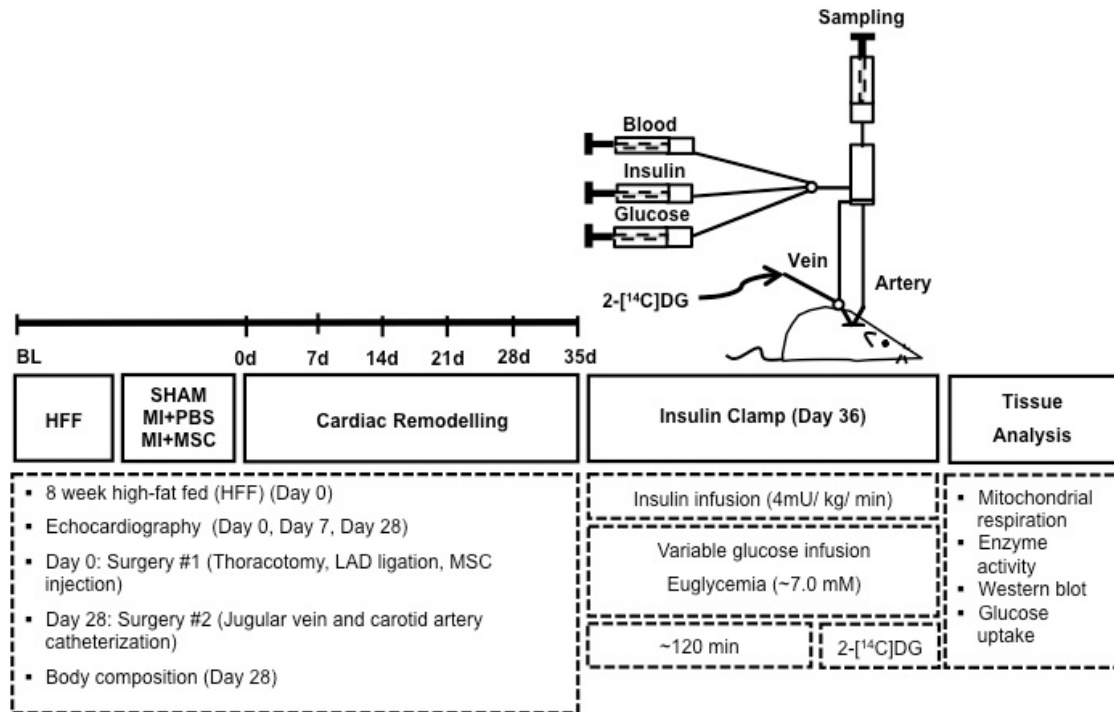 Sampling
Blood
Insulin
Glucose
Vein
Artery
2-[¹⁴C]DG
BL
0d
7d
14d
21d
28d
35d
HFF
SHAM
MI+PBS
MI+MSC
Cardiac Remodelling
Insulin Clamp (Day 36)
Tissue
Analysis
▪ 8 week high-fat fed (HFF) (Day 0)
▪ Echocardiography (Day 0, Day 7, Day 28)
▪ Day 0: Surgery #1 (Thoracotomy, LAD ligation, MSC
injection)
▪ Day 28: Surgery #2 (Jugular vein and carotid artery
catheterization)
▪ Body composition (Day 28)
Insulin infusion (4mU/ kg/ min)
Variable glucose infusion
Euglycemia (~7.0 mM)
~120 min
2-[¹⁴C]DG
▪ Mitochondrial
respiration
▪ Enzyme
activity
▪ Western blot
▪ Glucose
uptake